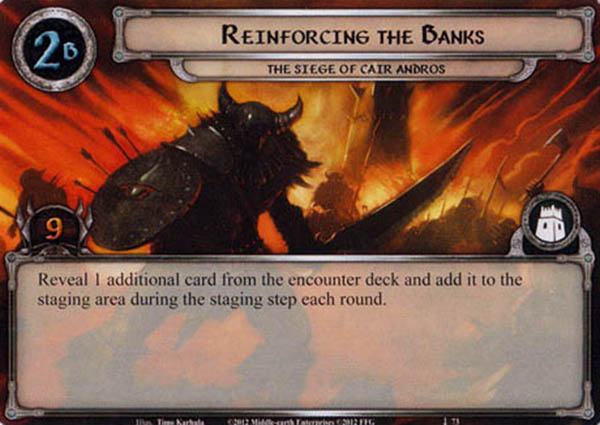 2B
REINFORCING THE BANKS
THE SIEGE OF CAIR ANDROS
9
Reveal 1 additional card from the encounter deck and add it to the
staging area during the staging step each round.
Illus. Timo Karhula ©2012 Middle-earth Enterprises ©2012 FFG 73